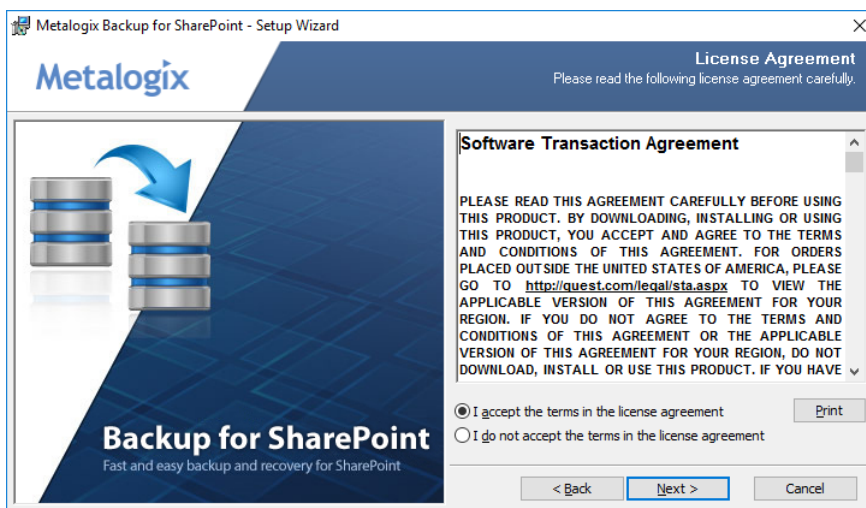 Metalogix Backup for SharePoint - Setup Wizard
Metalogix
License Agreement
Please read the following license agreement carefully.
Backup for SharePoint
Fast and easy backup and recovery for SharePoint
Software Transaction Agreement
PLEASE READ THIS AGREEMENT CAREFULLY BEFORE USING
THIS PRODUCT. BY DOWNLOADING, INSTALLING OR USING
THIS PRODUCT, YOU ACCEPT AND AGREE TO THE TERMS
AND CONDITIONS OF THIS AGREEMENT. FOR ORDERS
PLACED OUTSIDE THE UNITED STATES OF AMERICA, PLEASE
GO TO http://quest.com/legal/sta.aspx TO VIEW THE
APPLICABLE VERSION OF THIS AGREEMENT FOR YOUR
REGION. IF YOU DO NOT AGREE TO THE TERMS AND
CONDITIONS OF THIS AGREEMENT OR THE APPLICABLE
VERSION OF THIS AGREEMENT FOR YOUR REGION, DO NOT
DOWNLOAD, INSTALL OR USE THIS PRODUCT. IF YOU HAVE
I accept the terms in the license agreement
Print
I do not accept the terms in the license agreement
< Back
Next >
Cancel